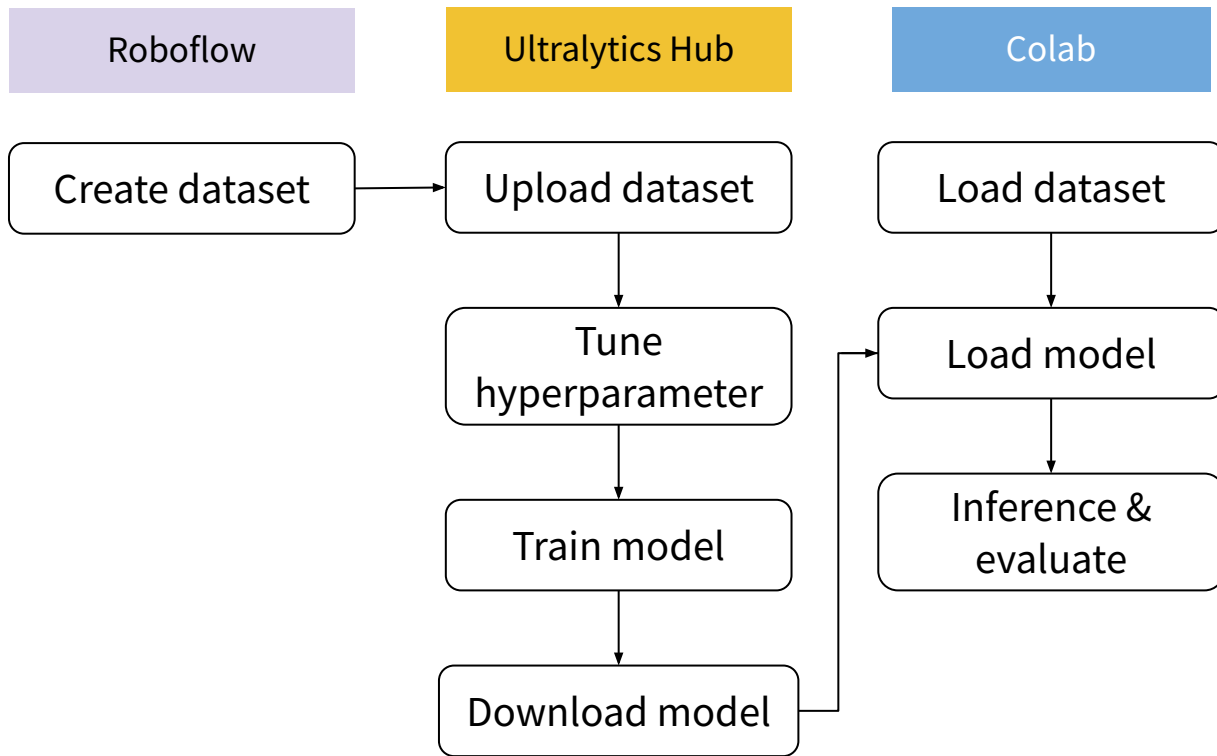 Roboflow
Ultralytics Hub
Colab
Create dataset
Upload dataset
Load dataset
Tune
hyperparameter
Load model
Train model
Inference &
evaluate
Download model